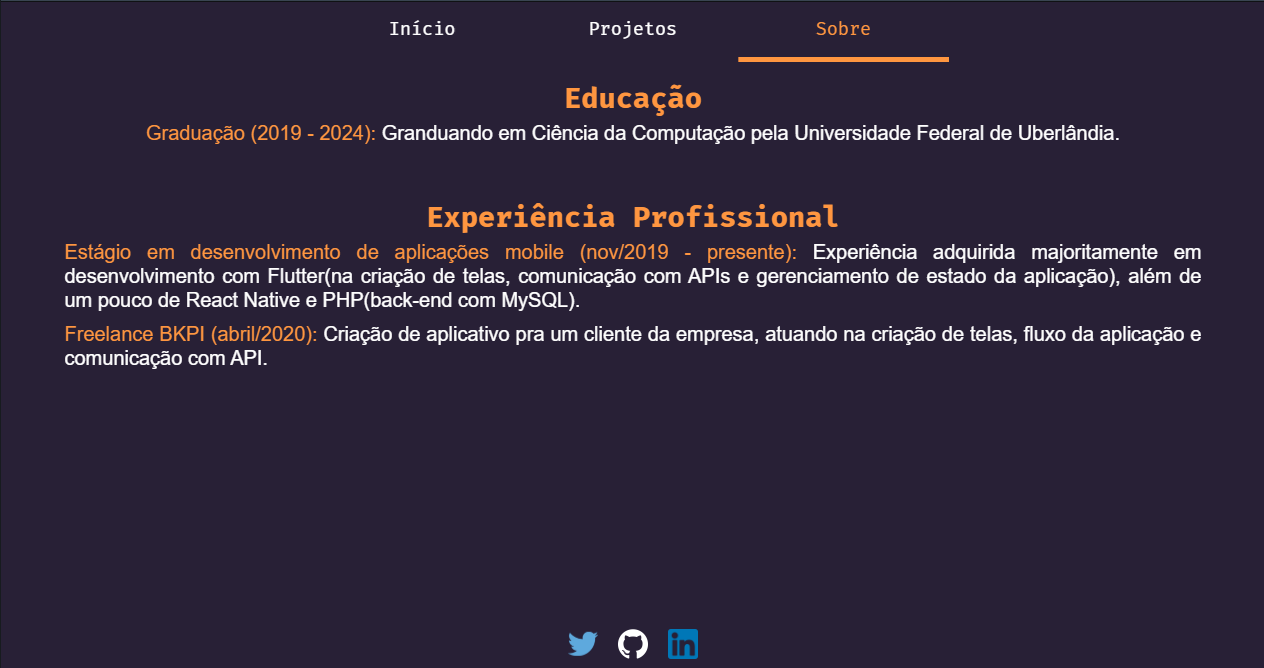 Início Projetos Sobre
Educação
Graduação (2019 - 2024): Granduando em Ciência da Computação pela Universidade Federal de Uberlândia.
Experiência Profissional
Estágio em desenvolvimento de aplicações mobile (nov/2019 - presente): Experiência adquirida majoritamente em
desenvolvimento com Flutter(na criação de telas, comunicação com APIs e gerenciamento de estado da aplicação), além de
um pouco de React Native e PHP(back-end com MySQL).
Freelance BKPI (abril/2020): Criação de aplicativo pra um cliente da empresa, atuando na criação de telas, fluxo da aplicação e
comunicação com API.
in